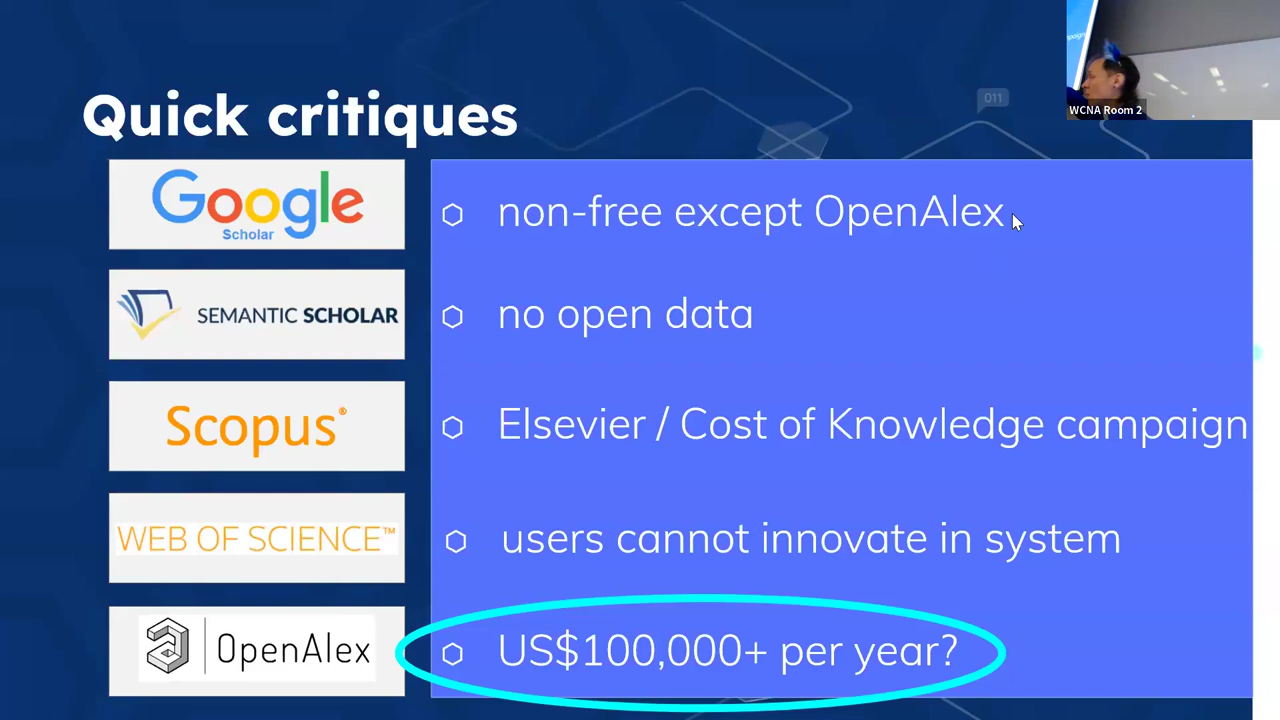 Quick critiques
011
WCNA Room 2
Google
Scholar
non-free except OpenAlex
SEMANTIC SCHOLAR
no open data
Scopus®
Elsevier / Cost of Knowledge campaign
WEB OF SCIENCE™
users cannot innovate in system
OpenAlex
US$100,000+ per year?